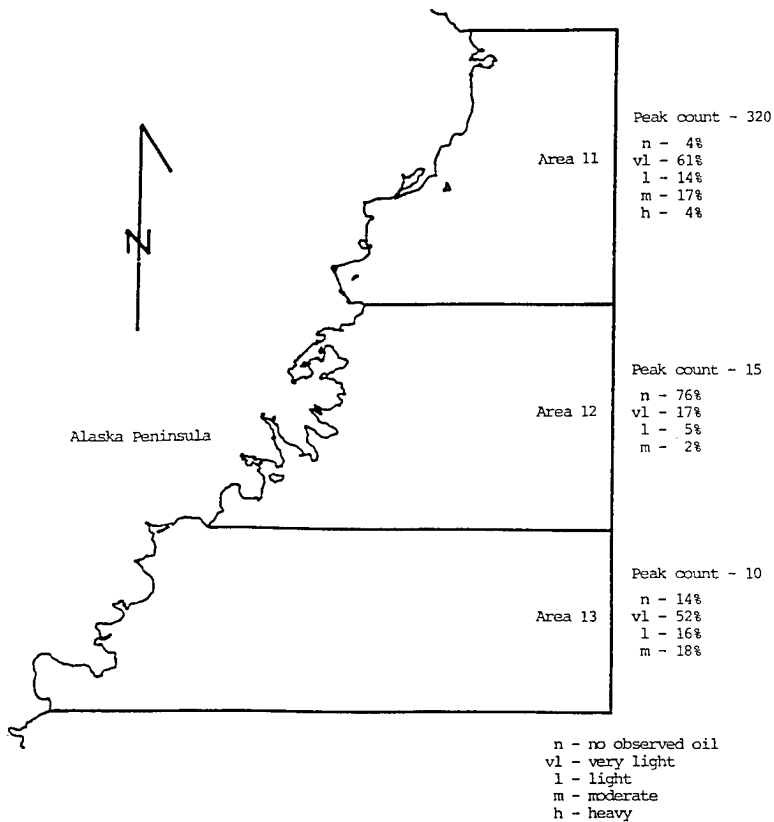 N
Alaska Peninsula
Area 11
Peak count - 320
n - 4%
vl - 61%
l - 14%
m - 17%
h - 4%
Area 12
Peak count - 15
n - 76%
vl - 17%
l - 5%
m - 2%
Area 13
Peak count - 10
n - 14%
vl - 52%
l - 16%
m - 18%
n - no observed oil
vl - very light
l - light
m - moderate
h - heavy